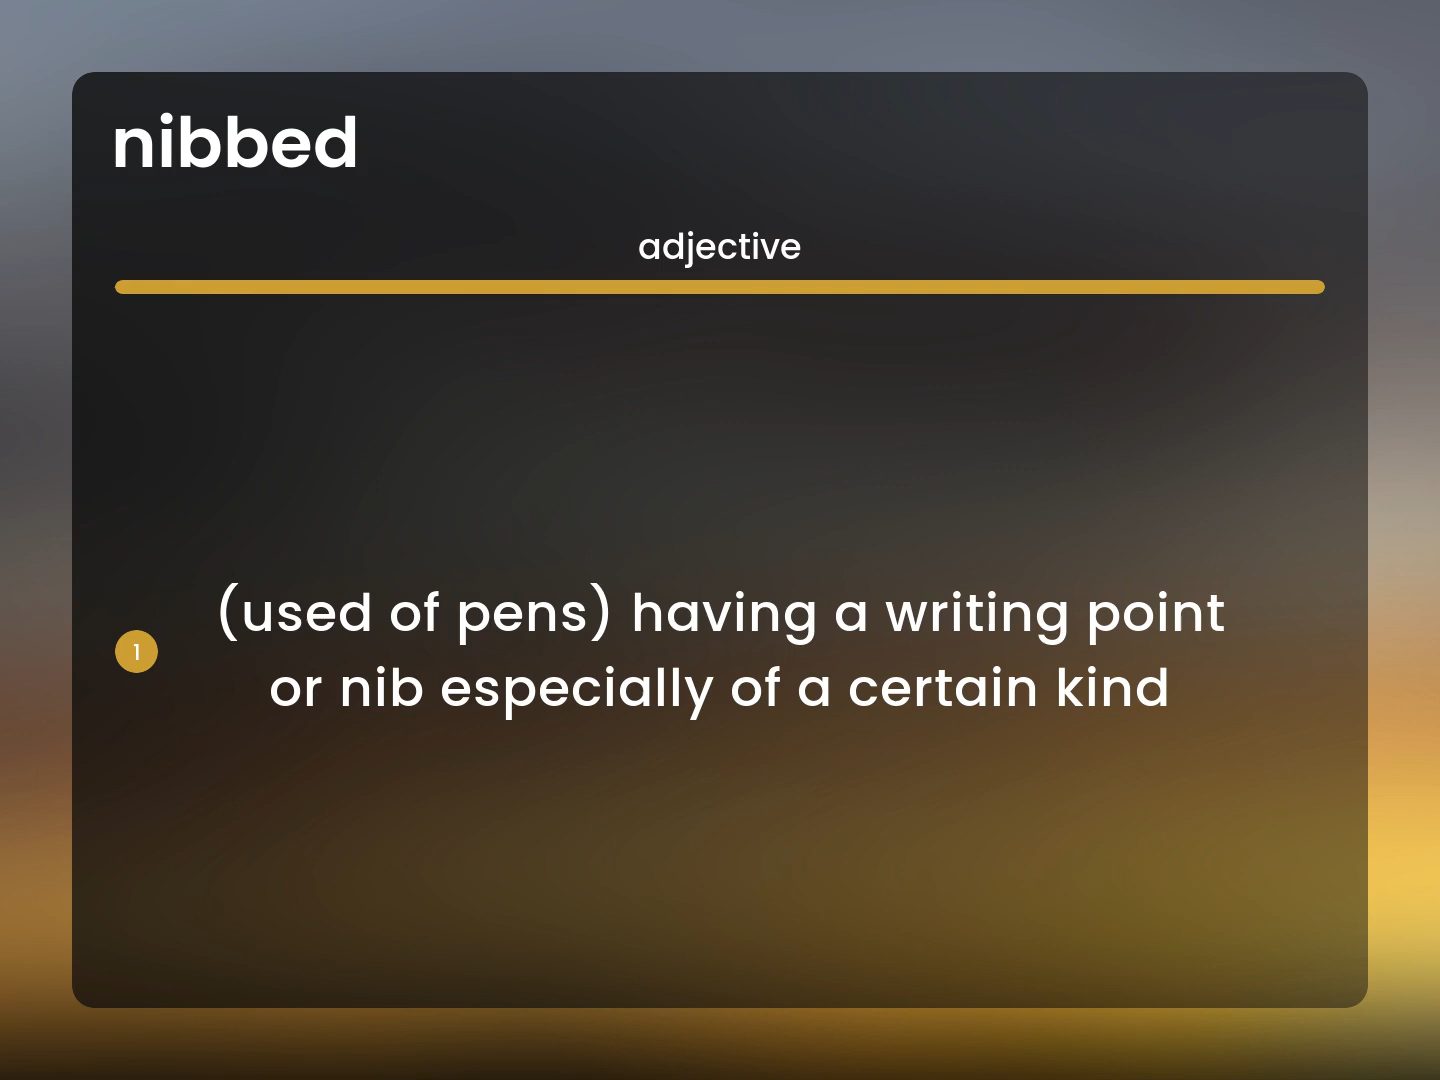 nibbed
adjective
(used of pens) having a writing point
1
or nib especially of a certain kind